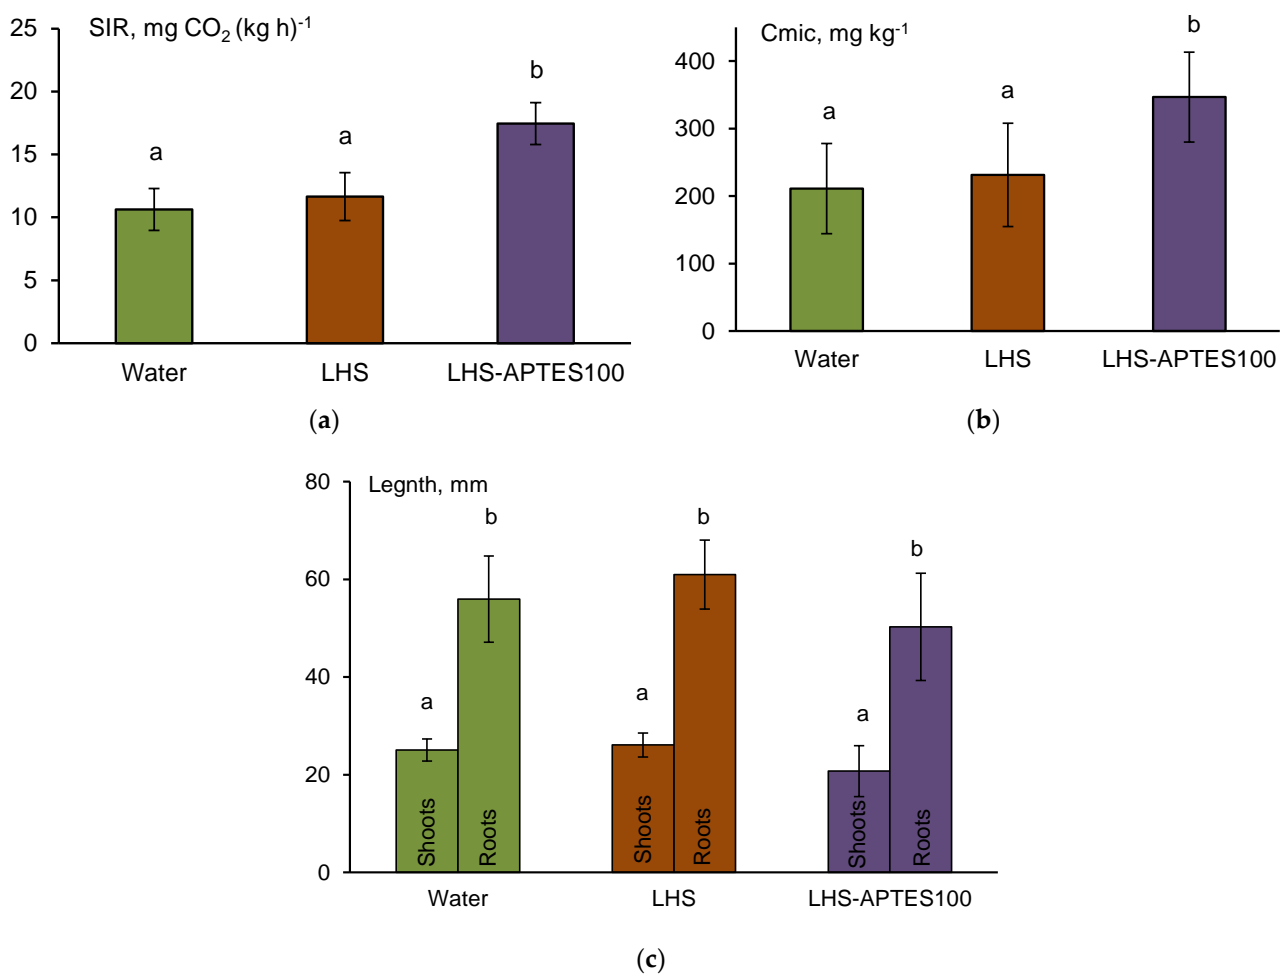 SIR, mg CO₂ (kg h)⁻¹
25
20
15
10
5
0
a
a
b
Water
LHS
LHS-APTES100
(a)
Cmic, mg kg⁻¹
400
300
200
100
0
a
a
b
Water
LHS
LHS-APTES100
(b)
Legnth, mm
80
60
40
20
0
a
b
a
b
a
b
Shoots
Roots
Shoots
Roots
Shoots
Roots
Water
LHS
LHS-APTES100
(c)